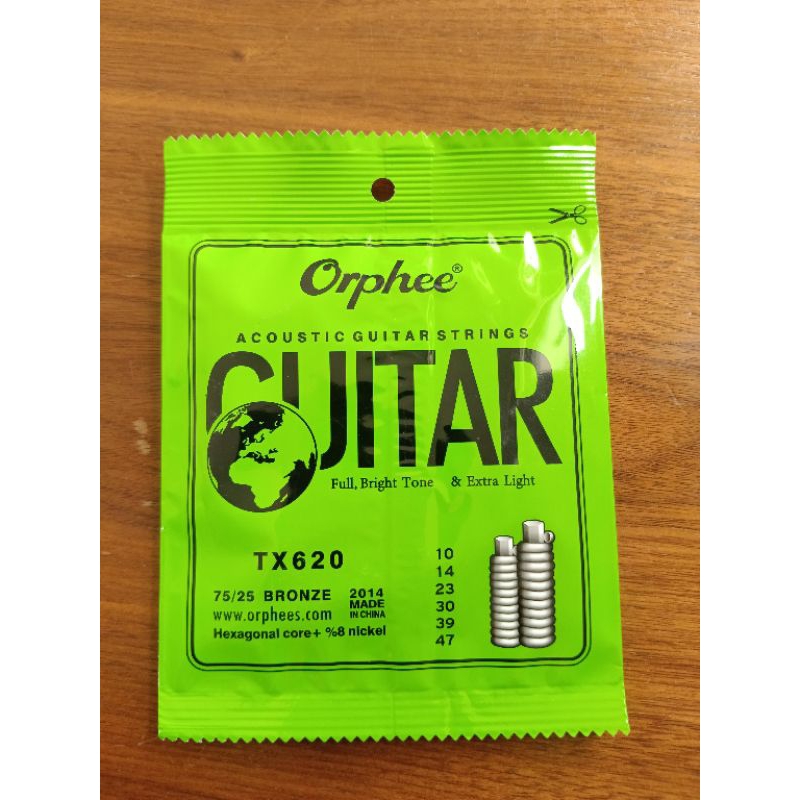 Orphee®
ACOUSTIC GUITAR STRINGS
GUITAR
Full, Bright Tone & Extra Light
TX620
75/25 BRONZE
www.orphees.com
Hexagonal core+ %8 nickel
2014
MADE
IN CHINA
10
14
23
30
39
47